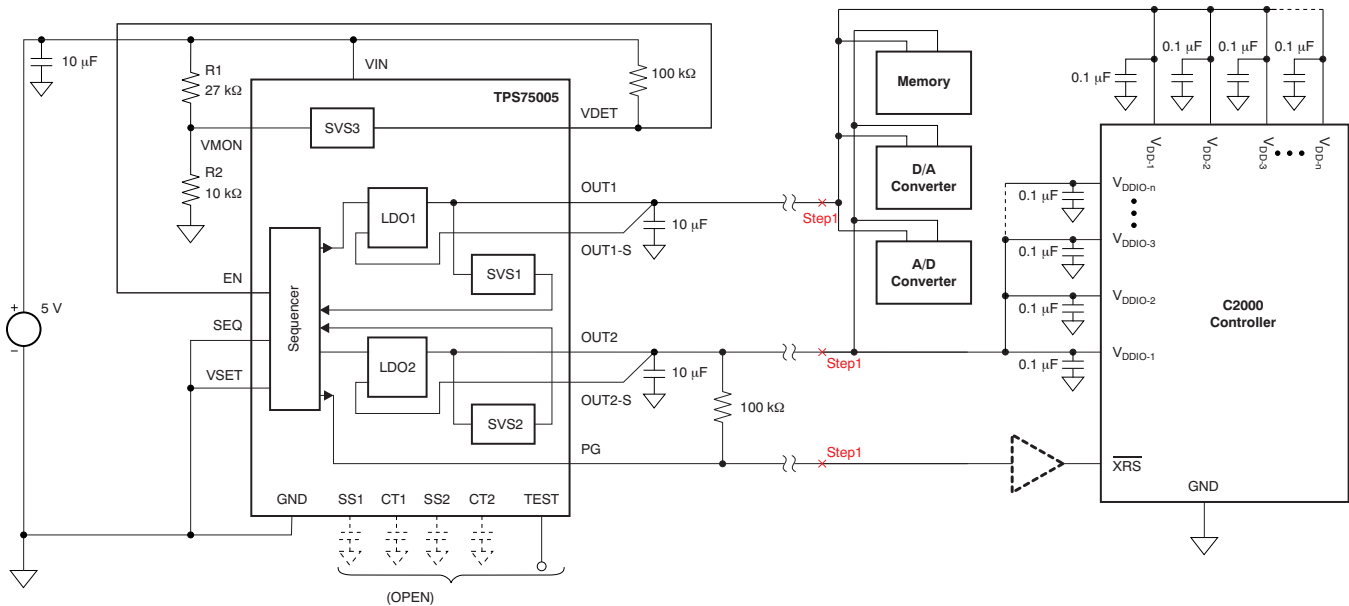 10 μF
R1
27 kΩ
VIN
TPS75005
100 kΩ
VDET
SVS3
VMON
R2
10 kΩ
OUT1
LDO1
10 μF
OUT1-S
SVS1
EN
SEQ
VSET
Sequencer
5 V
+
−
OUT2
LDO2
10 μF
OUT2-S
SVS2
100 kΩ
PG
GND
SS1
CT1
SS2
CT2
TEST
(OPEN)
Step1
Step1
Step1
Memory
D/A
Converter
A/D
Converter
0.1 μF
0.1 μF
0.1 μF
0.1 μF
VDD-1
VDD-2
VDD-3
VDD-n
0.1 μF
VDDIO-n
0.1 μF
VDDIO-3
0.1 μF
VDDIO-2
0.1 μF
VDDIO-1
C2000
Controller
XRS
GND